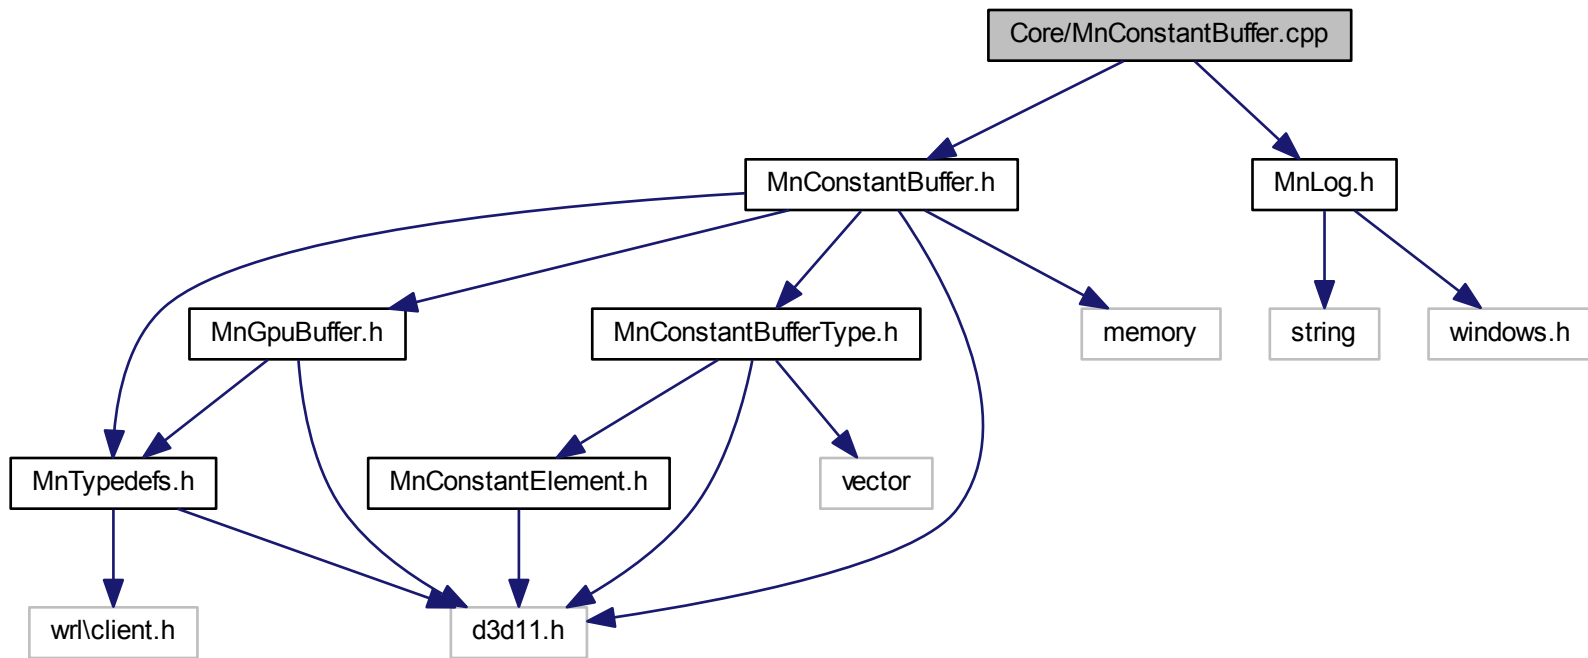 Core/MnConstantBuffer.cpp
MnConstantBuffer.h
MnLog.h
MnGpuBuffer.h
MnConstantBufferType.h
memory
string
windows.h
MnTypedefs.h
MnConstantElement.h
vector
wrl\client.h
d3d11.h